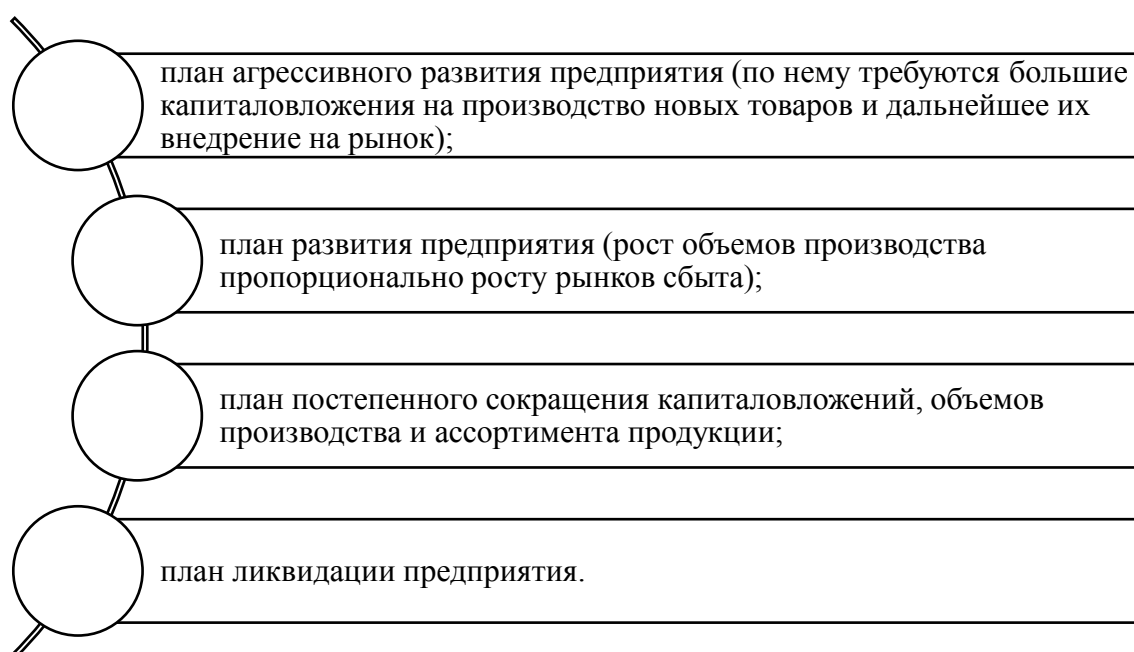 план агрессивного развития предприятия (по нему требуются большие
капиталовложения на производство новых товаров и дальнейшее их
внедрение на рынок);
план развития предприятия (рост объемов производства
пропорционально росту рынков сбыта);
план постепенного сокращения капиталовложений, объемов
производства и ассортимента продукции;
план ликвидации предприятия.